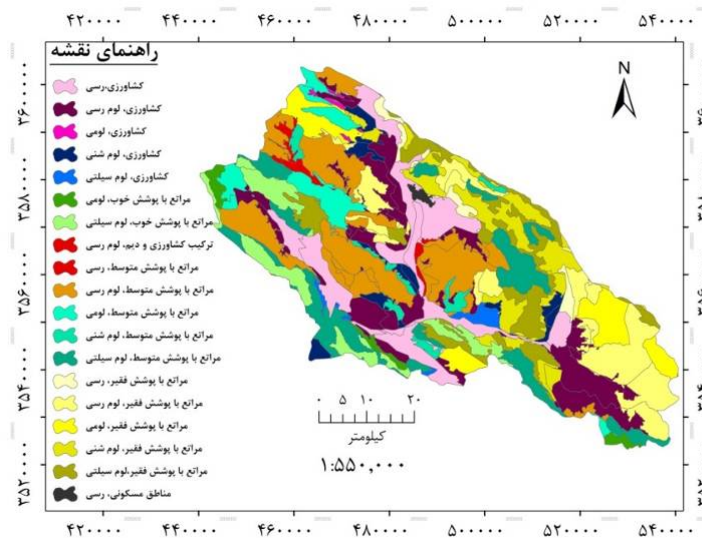 ۴۲۰۰۰۰ ۴۴۰۰۰۰ ۴۶۰۰۰۰ ۴۸۰۰۰۰ ۵۰۰۰۰۰ ۵۲۰۰۰۰ ۵۴۰۰۰۰
راهنمای نقشه
کشاورزی،رسی
کشاورزی، لوم رسی
کشاورزی، لومی
کشاورزی، لوم شنی
کشاورزی، لوم سیلتی
مراتع با پوشش خوب، لومی
مراتع با پوشش خوب، لوم سیلتی
ترکیب کشاورزی و دیم، لوم رسی
مراتع با پوشش متوسط، رسی
مراتع با پوشش متوسط، لوم رسی
مراتع با پوشش متوسط، لومی
مراتع با پوشش متوسط، لوم شنی
مراتع با پوشش متوسط، لوم سیلتی
مراتع با پوشش فقیر، رسی
مراتع با پوشش فقیر، لوم رسی
مراتع با پوشش فقیر، لومی
مراتع با پوشش فقیر، لوم شنی
مراتع با پوشش فقیر،لوم سیلتی
مناطق مسکونی، رسی
N
۳۶۰۰۰۰۰
۳۵۸۰۰۰۰
۳۵۶۰۰۰۰
۳۵۴۰۰۰۰
۳۵۲۰۰۰۰
۰ ۵ ۱۰ ۲۰
کیلومتر
۱:۵۵۰,۰۰۰
۴۲۰۰۰۰ ۴۴۰۰۰۰ ۴۶۰۰۰۰ ۴۸۰۰۰۰ ۵۰۰۰۰۰ ۵۲۰۰۰۰ ۵۴۰۰۰۰